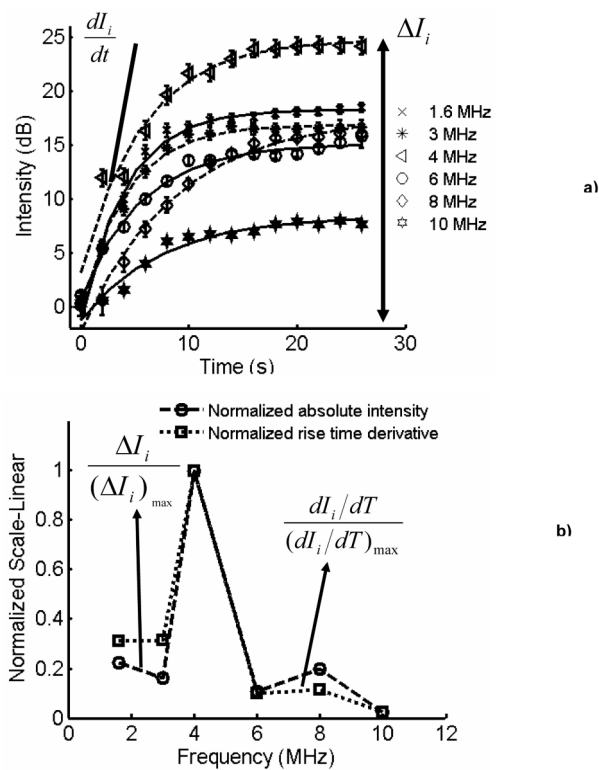 dI_i
dt
ΔI_i
25
20
15
10
5
0
Intensity (dB)
0 10 20 30
Time (s)
1.6 MHz
3 MHz
4 MHz
6 MHz
8 MHz
10 MHz
a)
Normalized absolute intensity
Normalized rise time derivative
ΔI_i
(ΔI_i)max
dI_i/dT
(dI_i/dT)max
1
0.8
0.6
0.4
0.2
0
Normalized Scale-Linear
0 2 4 6 8 10 12
Frequency (MHz)
b)